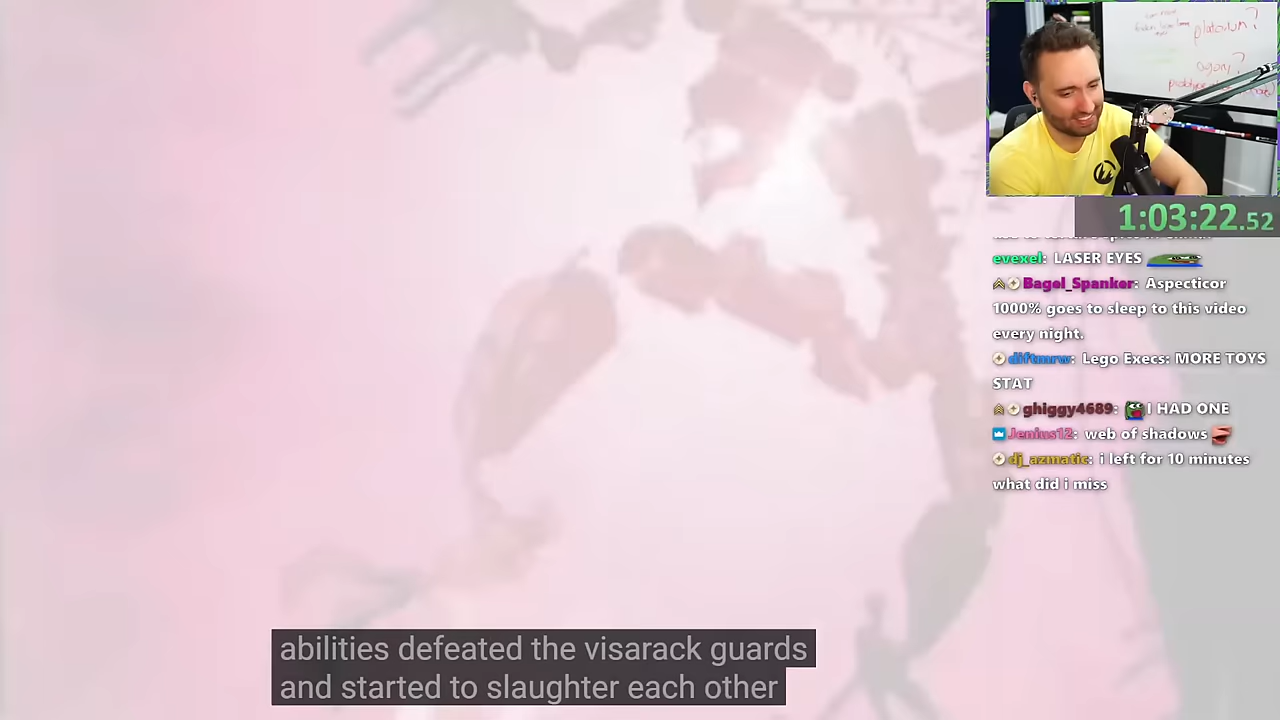 platoon?
agony?
1:03:22.52
evexel: LASER EYES
Bagel_Spanker: Aspecticor
1000% goes to sleep to this video
every night.
diftmrw: Lego Execs: MORE TOYS
STAT
ghiggy4689: I HAD ONE
Jenius12: web of shadows
dj_azmatic: i left for 10 minutes
what did i miss
abilities defeated the visarack guards
and started to slaughter each other